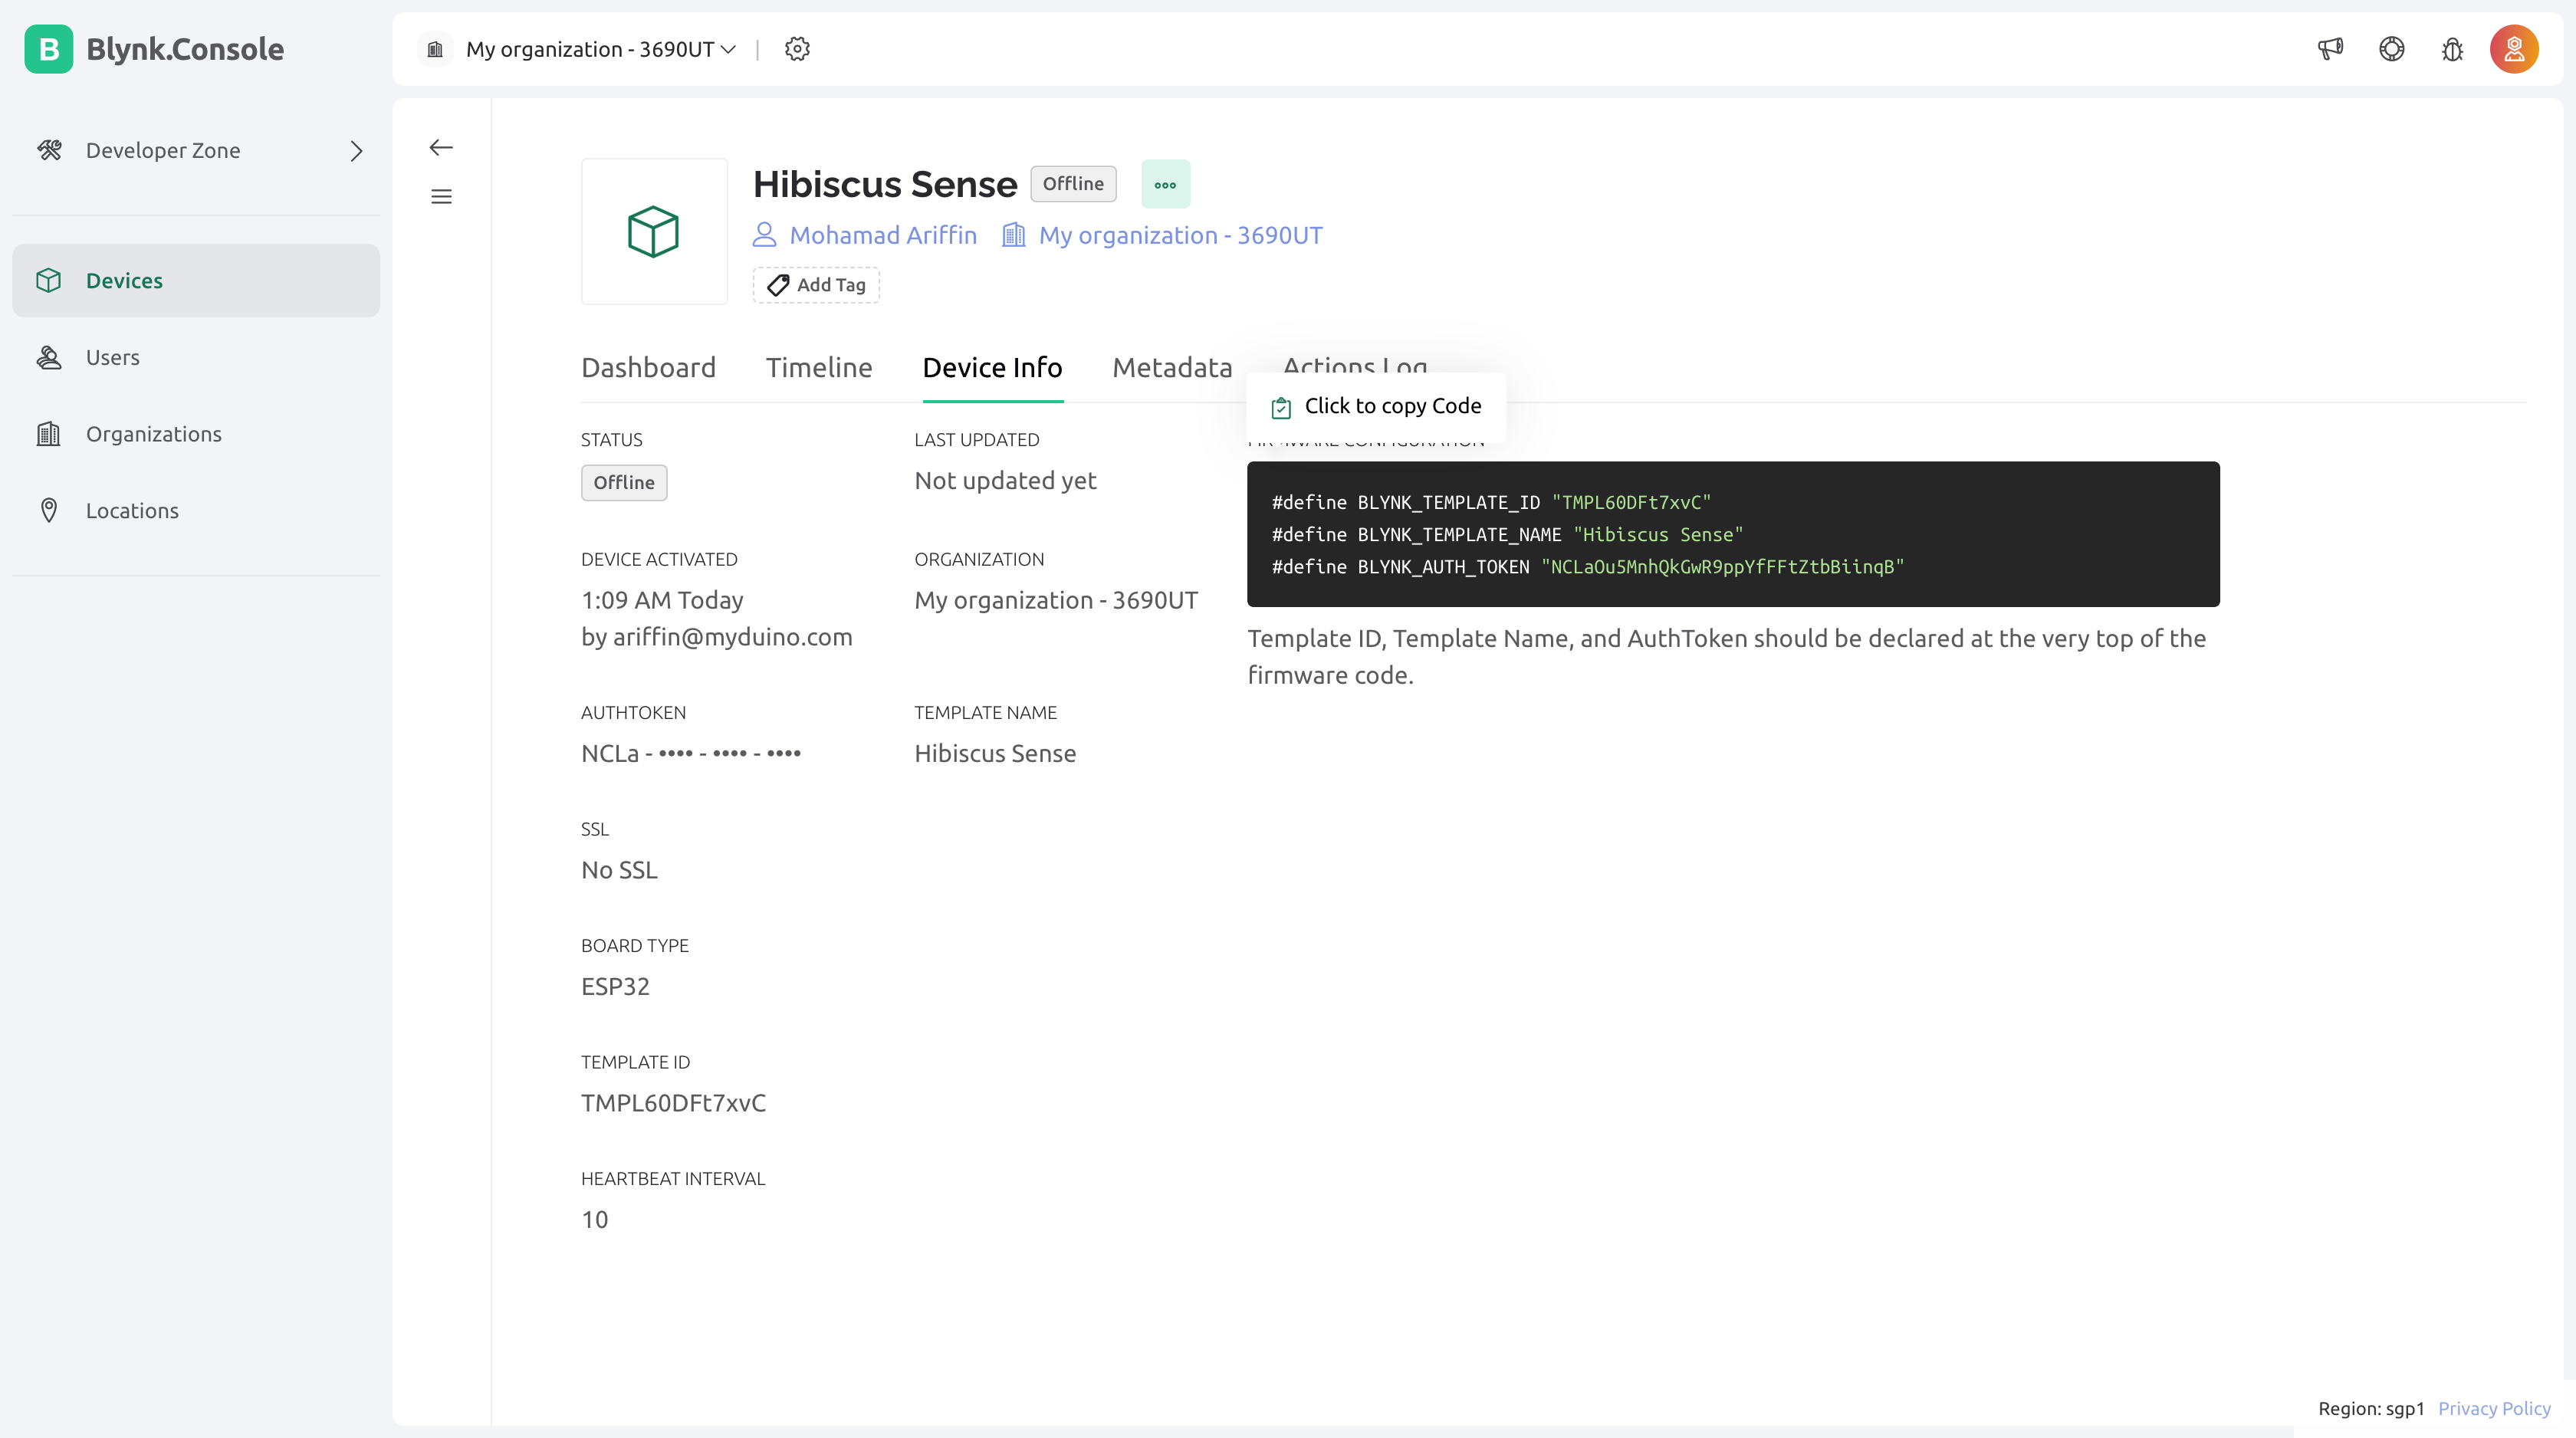 B Blynk.Console
My organization - 3690UT
Developer Zone
Devices
Users
Organizations
Locations
Hibiscus Sense Offline
Mohamad Ariffin My organization - 3690UT
Add Tag
Dashboard Timeline Device Info Metadata Actions Log
Click to copy Code
STATUS
Offline
LAST UPDATED
Not updated yet
FIRMWARE CONFIGURATION
#define BLYNK_TEMPLATE_ID "TMPL60DFt7xvC"
#define BLYNK_TEMPLATE_NAME "Hibiscus Sense"
#define BLYNK_AUTH_TOKEN "NCLaOu5MnhQkGwR9ppYfFFtZtbBiinqB"
Template ID, Template Name, and AuthToken should be declared at the very top of the
firmware code.
DEVICE ACTIVATED
1:09 AM Today
by ariffin@myduino.com
ORGANIZATION
My organization - 3690UT
AUTHTOKEN
NCLa - •••• - •••• - ••••
TEMPLATE NAME
Hibiscus Sense
SSL
No SSL
BOARD TYPE
ESP32
TEMPLATE ID
TMPL60DFt7xvC
HEARTBEAT INTERVAL
10
Region: sgp1 Privacy Policy